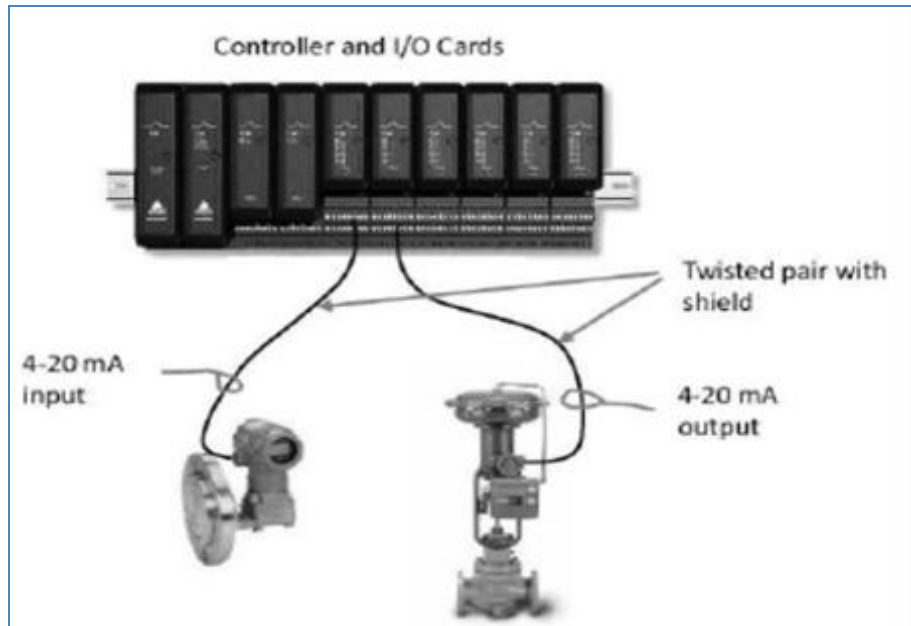 Controller and I/O Cards
Twisted pair with
shield
4-20 mA
input
4-20 mA
output